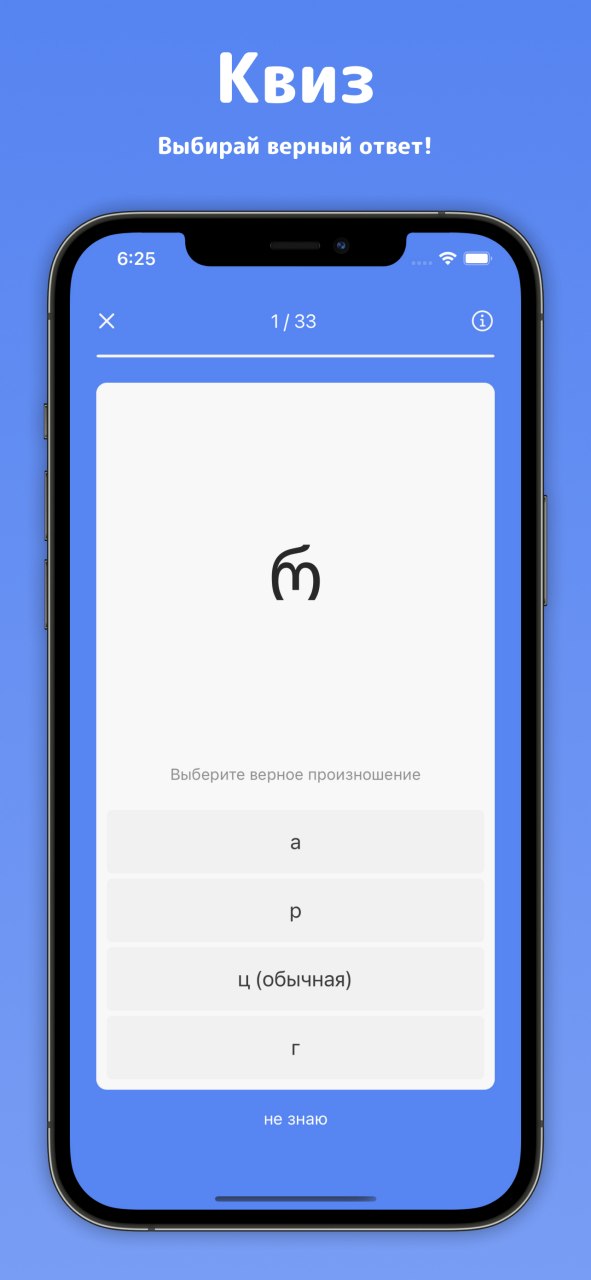 Квиз
Выбирай верный ответ!
6:25
1 / 33
რ
Выберите верное произношение
а
р
ц (обычная)
г
не знаю